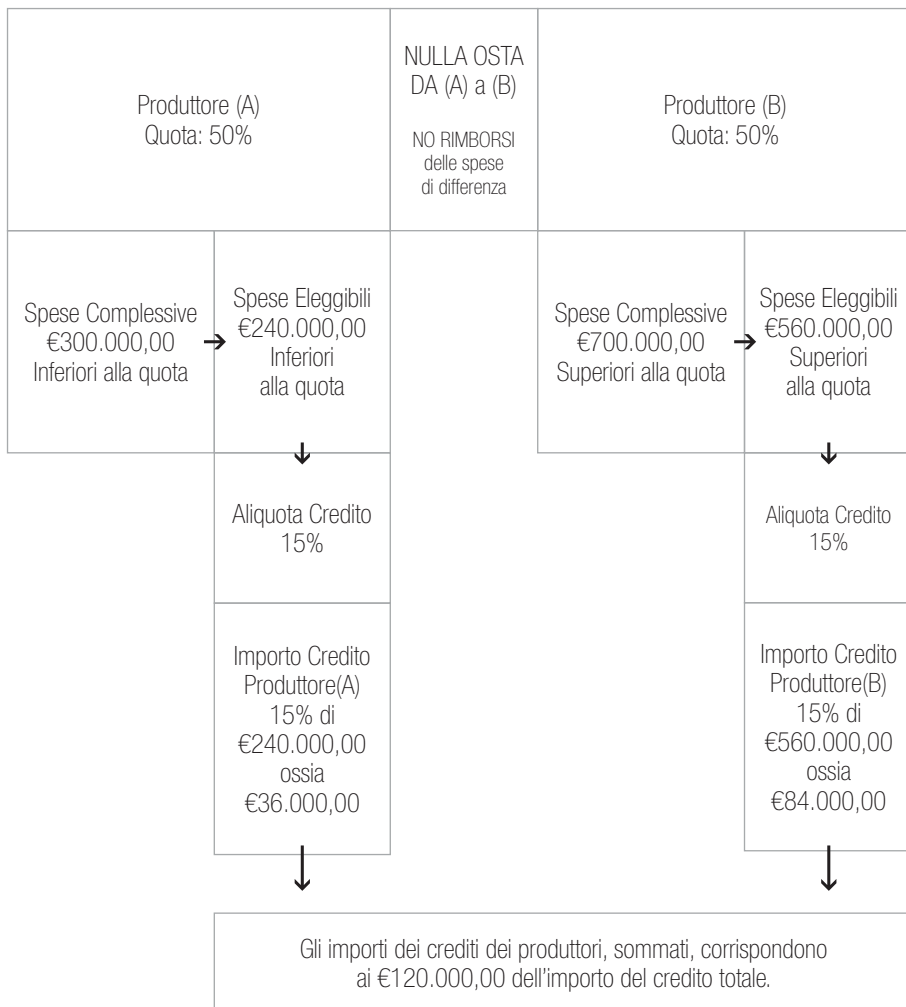 Produttore (A)
Quota: 50%
NULLA OSTA
DA (A) a (B)
NO RIMBORSI
delle spese
di differenza
Produttore (B)
Quota: 50%
Spese Complessive
€300.000,00
Inferiori alla quota
Spese Eleggibili
€240.000,00
Inferiori
alla quota
Spese Complessive
€700.000,00
Superiori alla quota
Spese Eleggibili
€560.000,00
Superiori
alla quota
Aliquota Credito
15%
Aliquota Credito
15%
Importo Credito
Produttore(A)
15% di
€240.000,00
ossia
€36.000,00
Importo Credito
Produttore(B)
15% di
€560.000,00
ossia
€84.000,00
Gli importi dei crediti dei produttori, sommati, corrispondono
ai €120.000,00 dell'importo del credito totale.